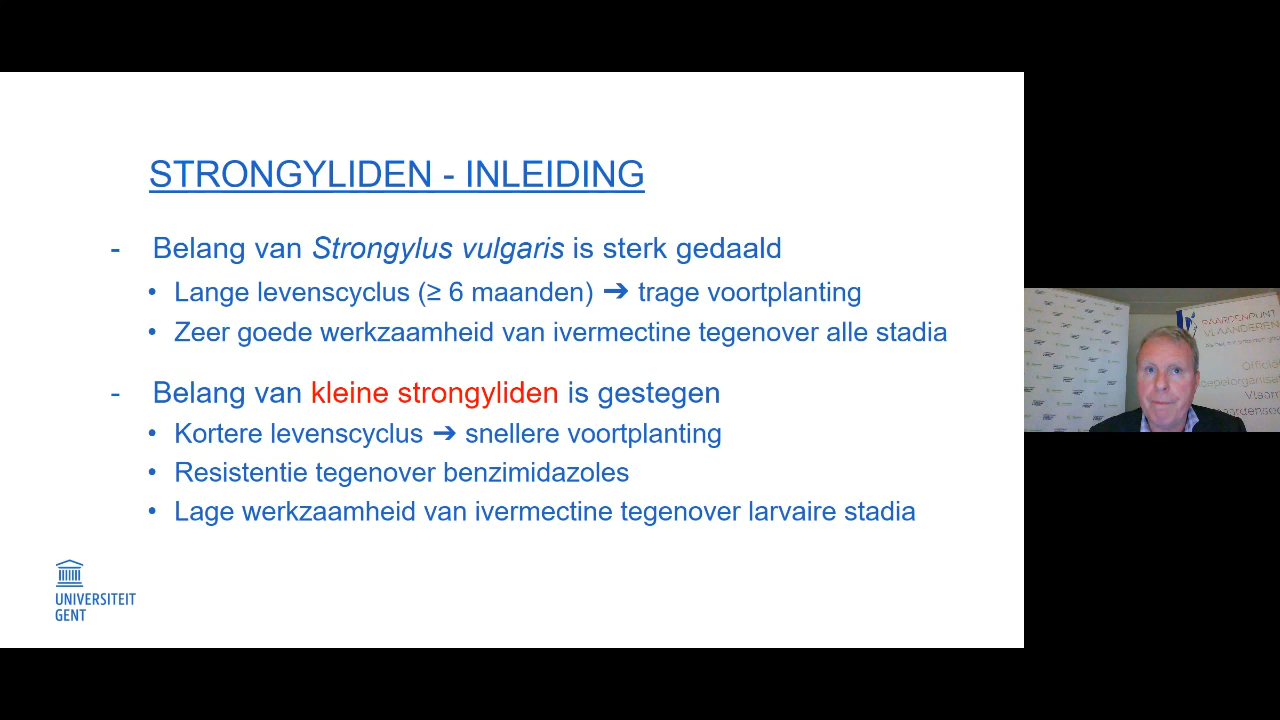 STRONGYLIDEN - INLEIDING
- Belang van Strongylus vulgaris is sterk gedaald
• Lange levenscyclus (≥ 6 maanden) ➔ trage voortplanting
• Zeer goede werkzaamheid van ivermectine tegenover alle stadia
- Belang van kleine strongyliden is gestegen
• Kortere levenscyclus ➔ snellere voortplanting
• Resistentie tegenover benzimidazoles
• Lage werkzaamheid van ivermectine tegenover larvaire stadia
UNIVERSITEIT
GENT
PAARDENPUNT
VLAANDEREN